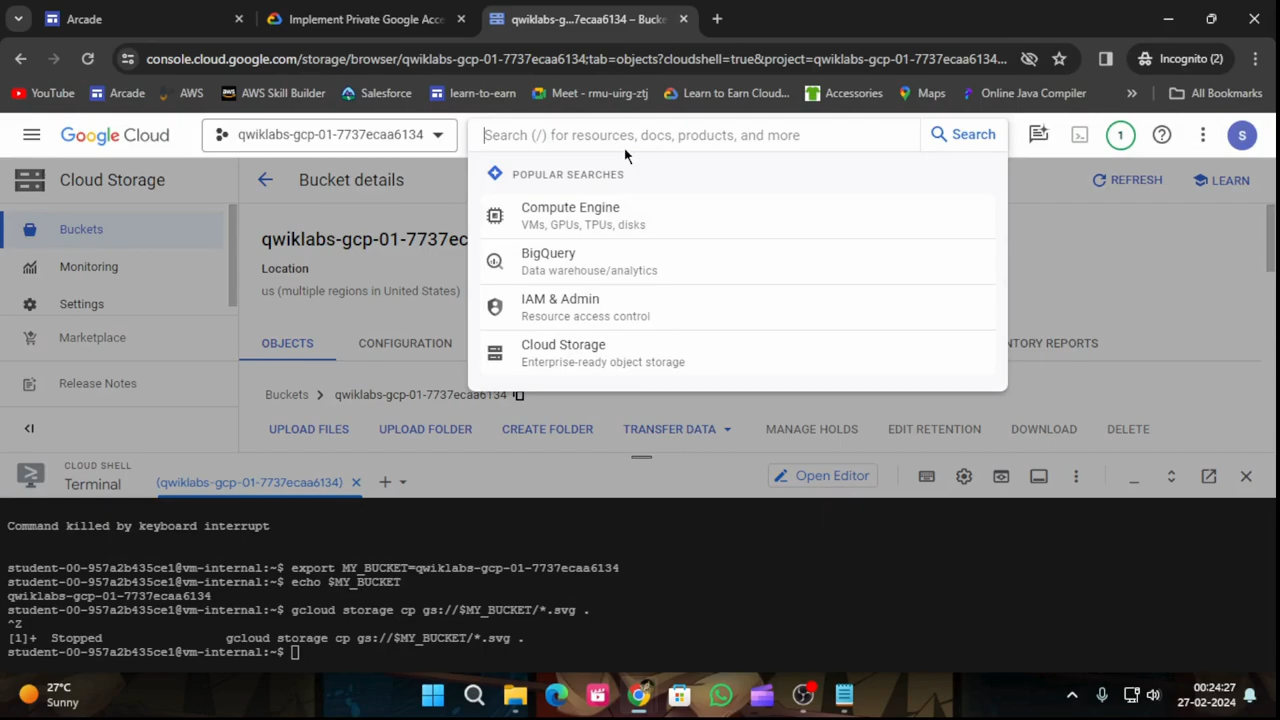 Arcade
Implement Private Google Acce
qwiklabs-g...7ecaa6134 – Bucke
console.cloud.google.com/storage/browser/qwiklabs-gcp-01-7737ecaa6134;tab=objects?cloudshell=true&project=qwiklabs-gcp-01-7737ecaa6134...
Incognito (2)
YouTube
Arcade
AWS
AWS Skill Builder
Salesforce
learn-to-earn
Meet - rmu-uirg-ztj
Learn to Earn Cloud...
Accessories
Maps
Online Java Compiler
»
All Bookmarks
Google Cloud
qwiklabs-gcp-01-7737ecaa6134
Search (/) for resources, docs, products, and more
Search
1
S
Cloud Storage
Bucket details
REFRESH
LEARN
POPULAR SEARCHES
Compute Engine
VMs, GPUs, TPUs, disks
BigQuery
Data warehouse/analytics
IAM & Admin
Resource access control
Cloud Storage
Enterprise-ready object storage
Buckets
Monitoring
Settings
Marketplace
Release Notes
qwiklabs-gcp-01-7737ec
Location
us (multiple regions in United States)
OBJECTS
CONFIGURATION
NTORY REPORTS
Buckets
qwiklabs-gcp-01-7737ecaa6134
UPLOAD FILES
UPLOAD FOLDER
CREATE FOLDER
TRANSFER DATA
MANAGE HOLDS
EDIT RETENTION
DOWNLOAD
DELETE
CLOUD SHELL
Terminal
(qwiklabs-gcp-01-7737ecaa6134)
Open Editor
Command killed by keyboard interrupt
student-00-957a2b435ce1@vm-internal:~$ export MY_BUCKET=qwiklabs-gcp-01-7737ecaa6134
student-00-957a2b435ce1@vm-internal:~$ echo $MY_BUCKET
qwiklabs-gcp-01-7737ecaa6134
student-00-957a2b435ce1@vm-internal:~$ gcloud storage cp gs://$MY_BUCKET/*.svg .
^Z
[1]+  Stopped                 gcloud storage cp gs://$MY_BUCKET/*.svg .
student-00-957a2b435ce1@vm-internal:~$
27°C
Sunny
00:24:27
27-02-2024